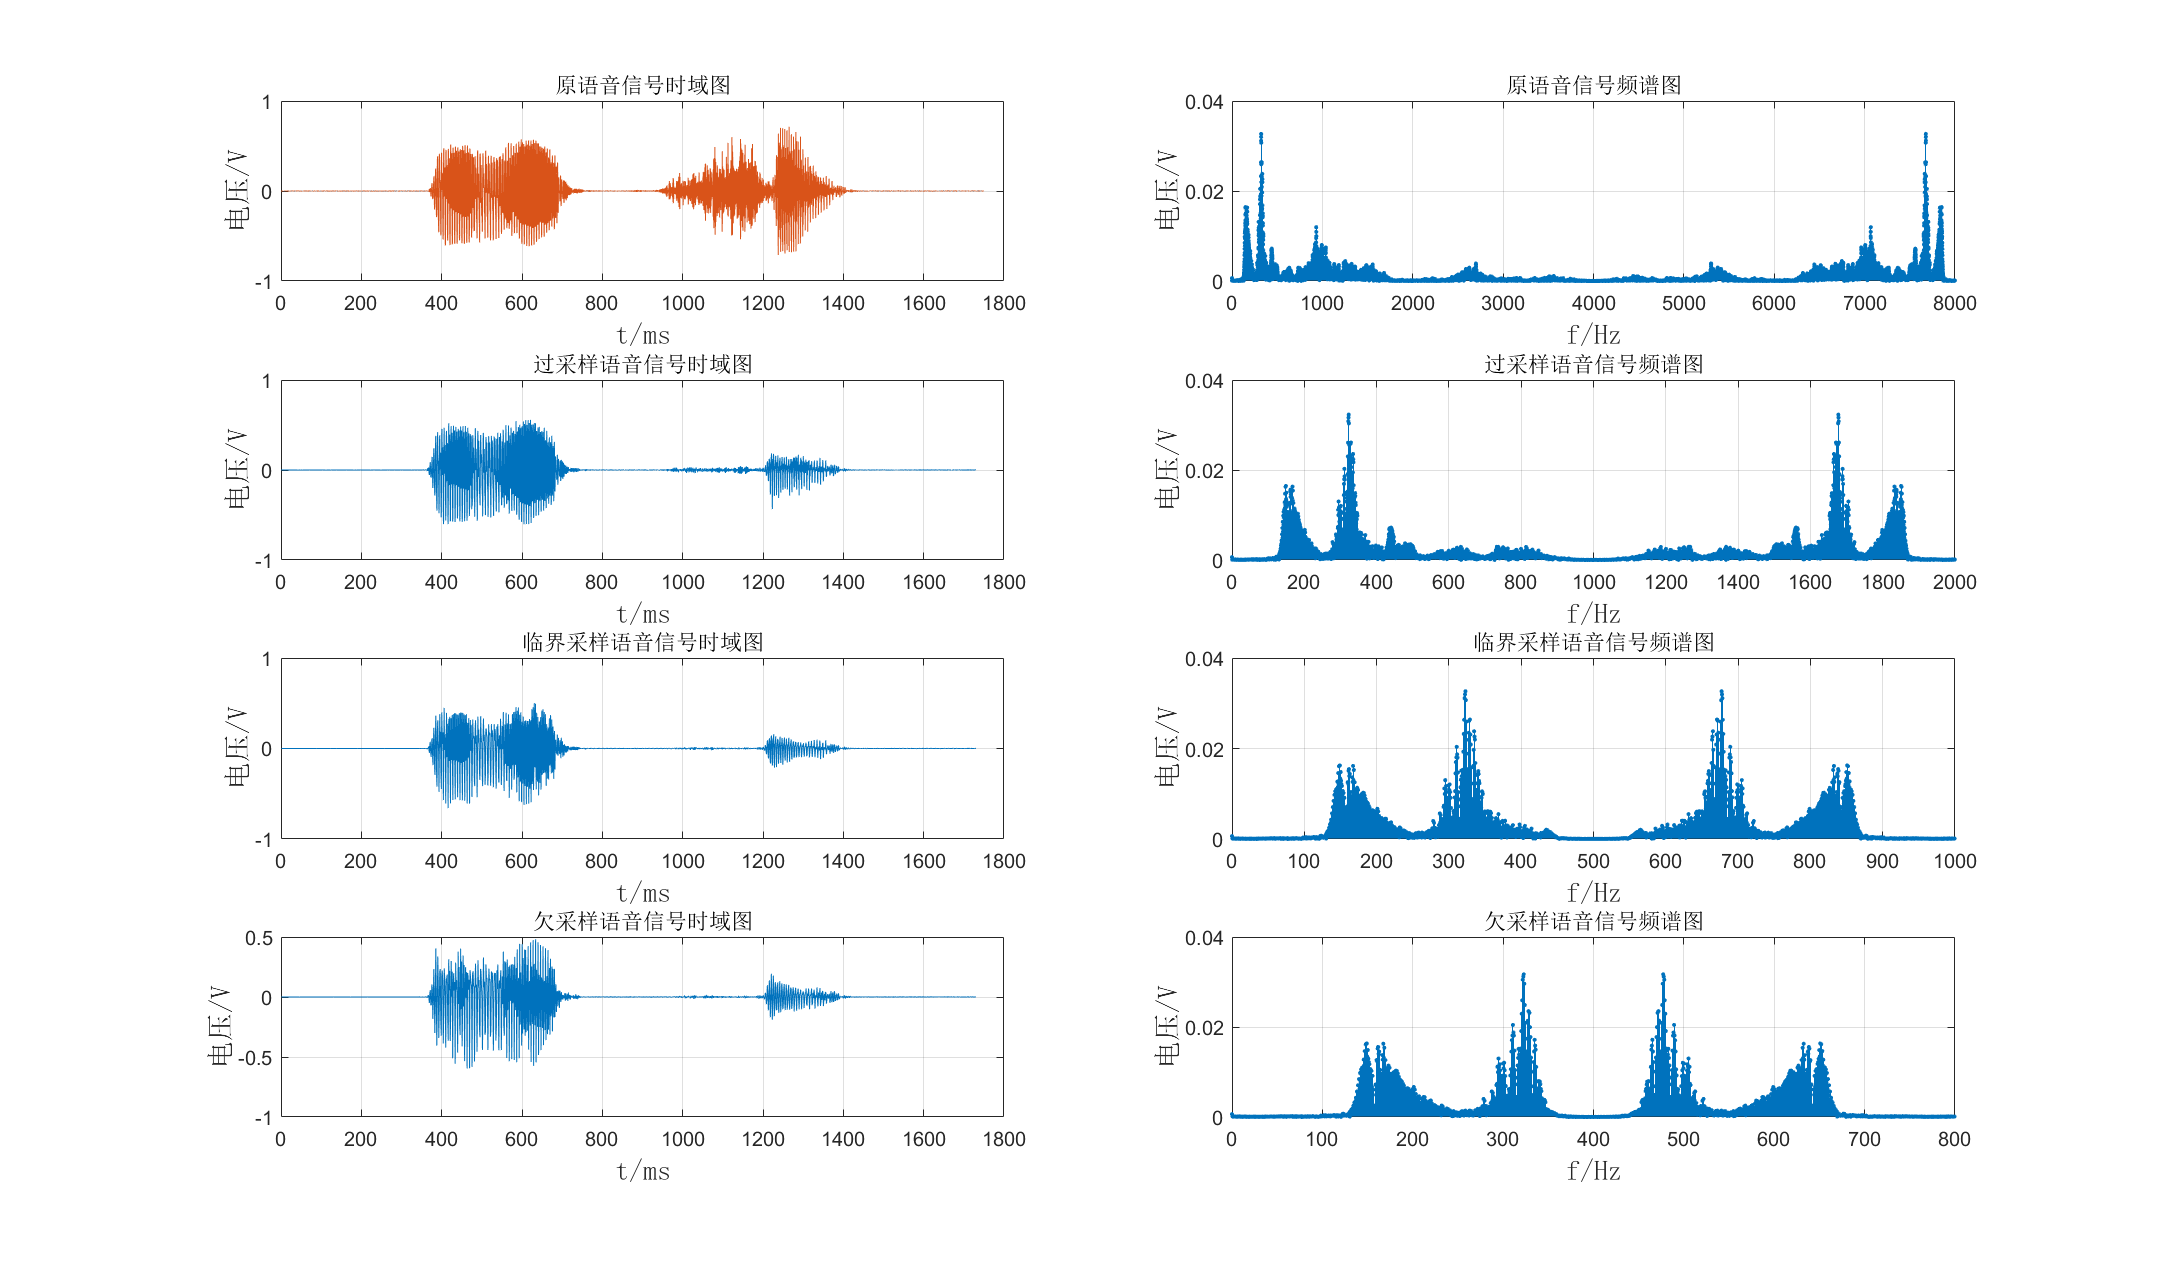 原语音信号时域图
电压/V
1
0
-1
0 200 400 600 800 1000 1200 1400 1600 1800
t/ms
原语音信号频谱图
电压/V
0.04
0.02
0
0 1000 2000 3000 4000 5000 6000 7000 8000
f/Hz
过采样语音信号时域图
电压/V
1
0
-1
0 200 400 600 800 1000 1200 1400 1600 1800
t/ms
过采样语音信号频谱图
电压/V
0.04
0.02
0
0 200 400 600 800 1000 1200 1400 1600 1800 2000
f/Hz
临界采样语音信号时域图
电压/V
1
0
-1
0 200 400 600 800 1000 1200 1400 1600 1800
t/ms
临界采样语音信号频谱图
电压/V
0.04
0.02
0
0 100 200 300 400 500 600 700 800 900 1000
f/Hz
欠采样语音信号时域图
电压/V
0.5
0
-0.5
-1
0 200 400 600 800 1000 1200 1400 1600 1800
t/ms
欠采样语音信号频谱图
电压/V
0.04
0.02
0
0 100 200 300 400 500 600 700 800
f/Hz